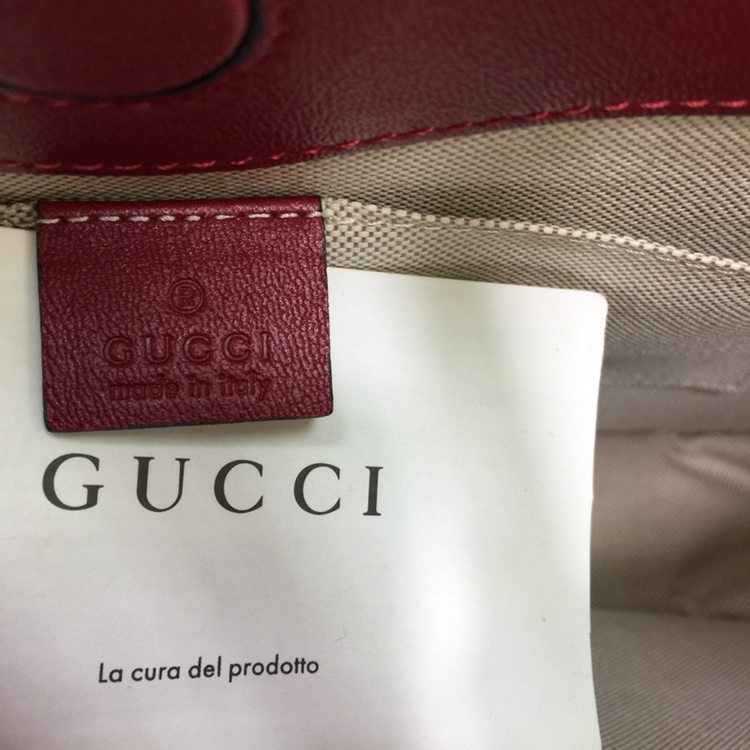 ®
GUCCI
made in italy
GUCCI
La cura del prodotto